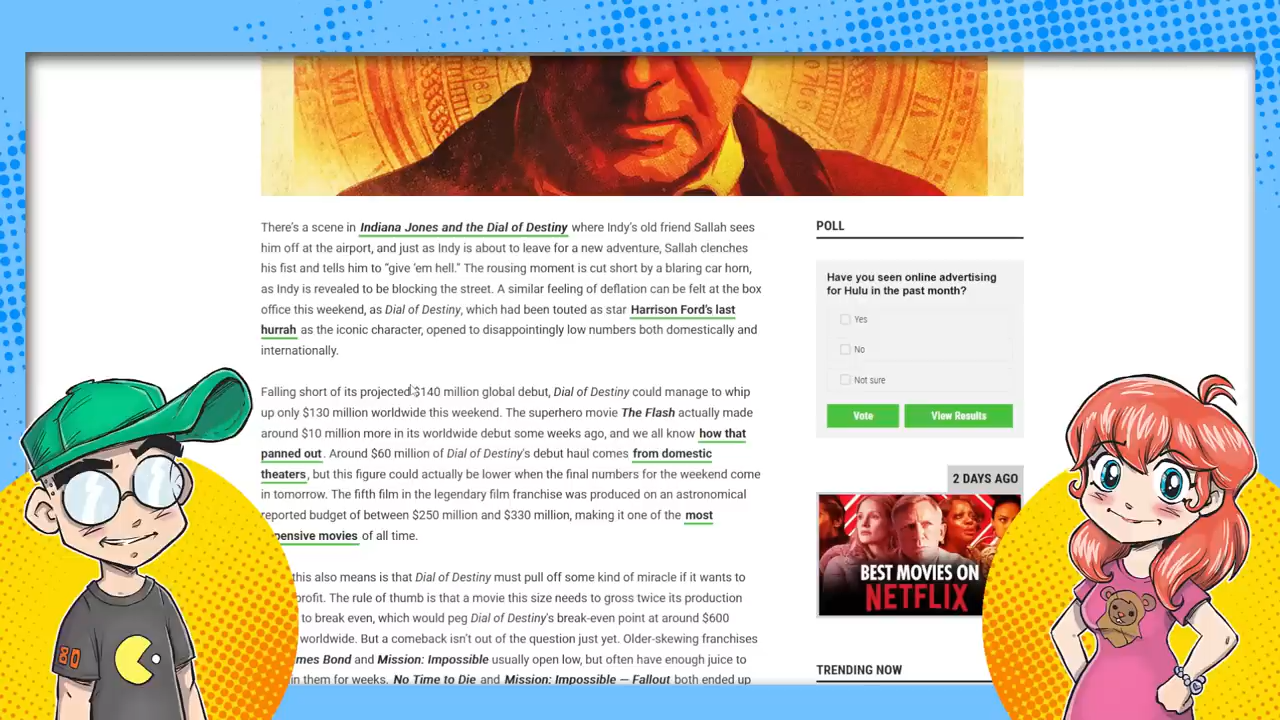 There's a scene in Indiana Jones and the Dial of Destiny where Indy's old friend Sallah sees
him off at the airport, and just as Indy is about to leave for a new adventure, Sallah clenches
his fist and tells him to “give ’em hell.” The rousing moment is cut short by a blaring car horn,
as Indy is revealed to be blocking the street. A similar feeling of deflation can be felt at the box
office this weekend, as Dial of Destiny, which had been touted as star Harrison Ford's last
hurrah as the iconic character, opened to disappointingly low numbers both domestically and
internationally.
Falling short of its projected $140 million global debut, Dial of Destiny could manage to whip
up only $130 million worldwide this weekend. The superhero movie The Flash actually made
around $10 million more in its worldwide debut some weeks ago, and we all know how that
panned out. Around $60 million of Dial of Destiny's debut haul comes from domestic
theaters, but this figure could actually be lower when the final numbers for the weekend come
in tomorrow. The fifth film in the legendary film franchise was produced on an astronomical
reported budget of between $250 million and $330 million, making it one of the most
pensive movies of all time.
this also means is that Dial of Destiny must pull off some kind of miracle if it wants to
profit. The rule of thumb is that a movie this size needs to gross twice its production
to break even, which would peg Dial of Destiny's break-even point at around $600
worldwide. But a comeback isn't out of the question just yet. Older-skewing franchises
mes Bond and Mission: Impossible usually open low, but often have enough juice to
in them for weeks. No Time to Die and Mission: Impossible — Fallout both ended up
POLL
Have you seen online advertising
for Hulu in the past month?
Yes
No
Not sure
Vote View Results
2 DAYS AGO
BEST MOVIES ON
NETFLIX
TRENDING NOW
80